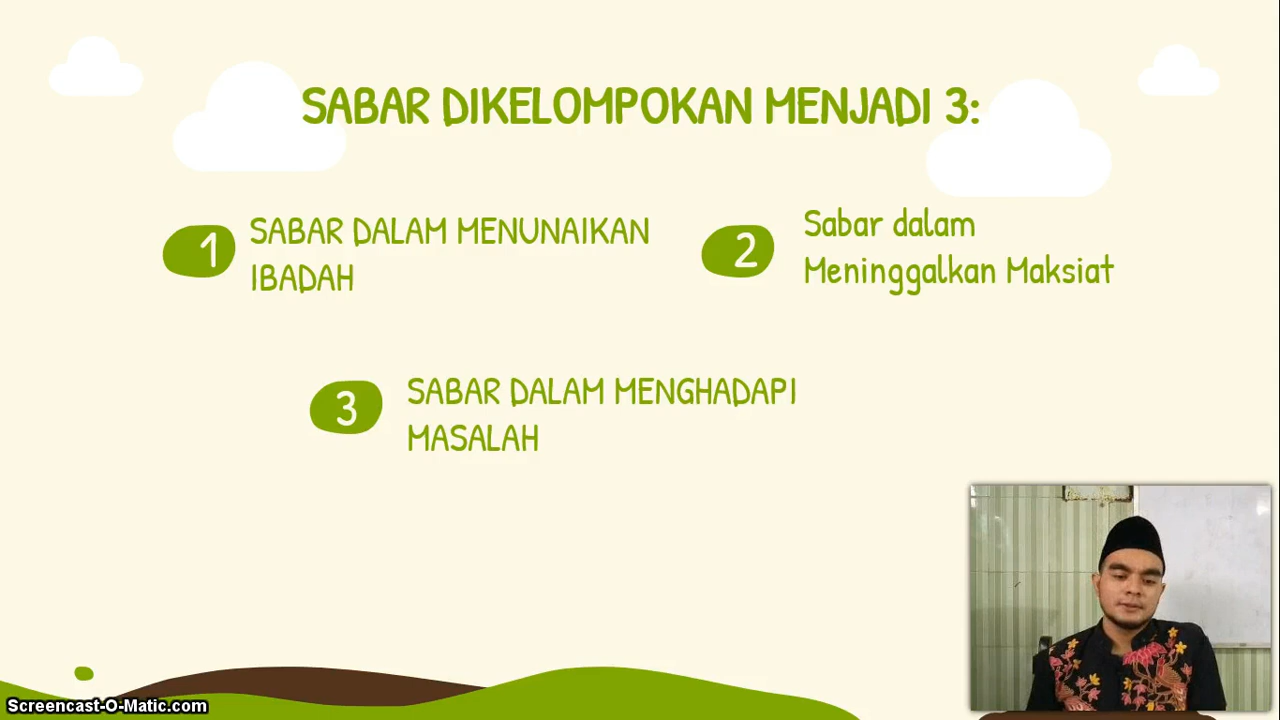 SABAR DIKELOMPOKAN MENJADI 3:
1
SABAR DALAM MENUNAIKAN
IBADAH
2
Sabar dalam
Meninggalkan Maksiat
3
SABAR DALAM MENGHADAPI
MASALAH
Screencast-O-Matic.com